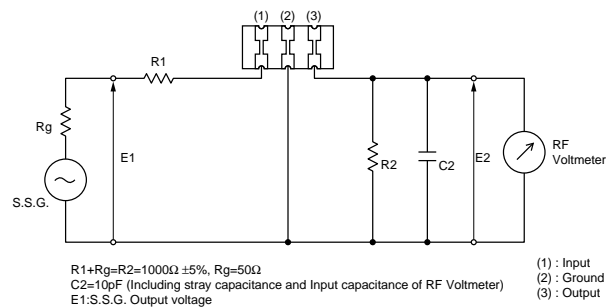 (1) (2) (3)
R1
Rg
E1
R2
C2
E2
RF
Voltmeter
S.S.G.
R1+Rg=R2=1000Ω ±5%, Rg=50Ω
C2=10pF (Including stray capacitance and Input capacitance of RF Voltmeter)
E1:S.S.G. Output voltage
(1) : Input
(2) : Ground
(3) : Output